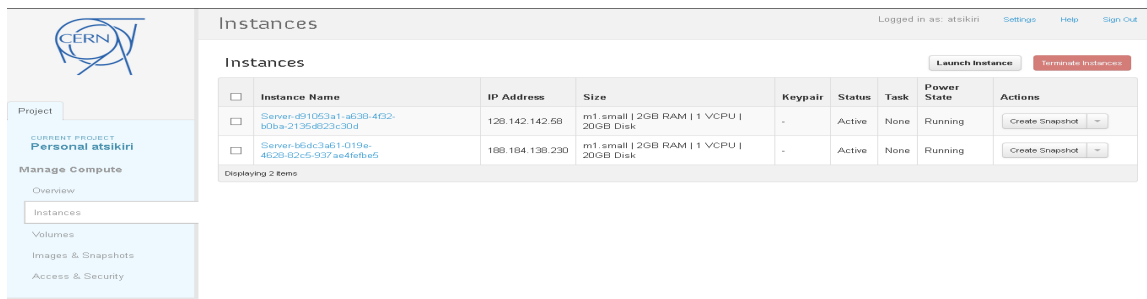 CERN
Instances
Logged in as: atsikiri Settings Help Sign Out
Project
CURRENT PROJECT
Personal atsikiri
Manage Compute
Overview
Instances
Volumes
Images & Snapshots
Access & Security
Instances
Launch Instance Terminate Instances
Instance Name IP Address Size Keypair Status Task Power State Actions
Server-d91053a1-a638-4f32-
b0ba-2135d823c30d 128.142.142.58 m1.small | 2GB RAM | 1 VCPU |
20GB Disk - Active None Running Create Snapshot
Server-b6dc3a61-019e-
4628-82c5-937ae4fefbe5 188.184.138.230 m1.small | 2GB RAM | 1 VCPU |
20GB Disk - Active None Running Create Snapshot
Displaying 2 items